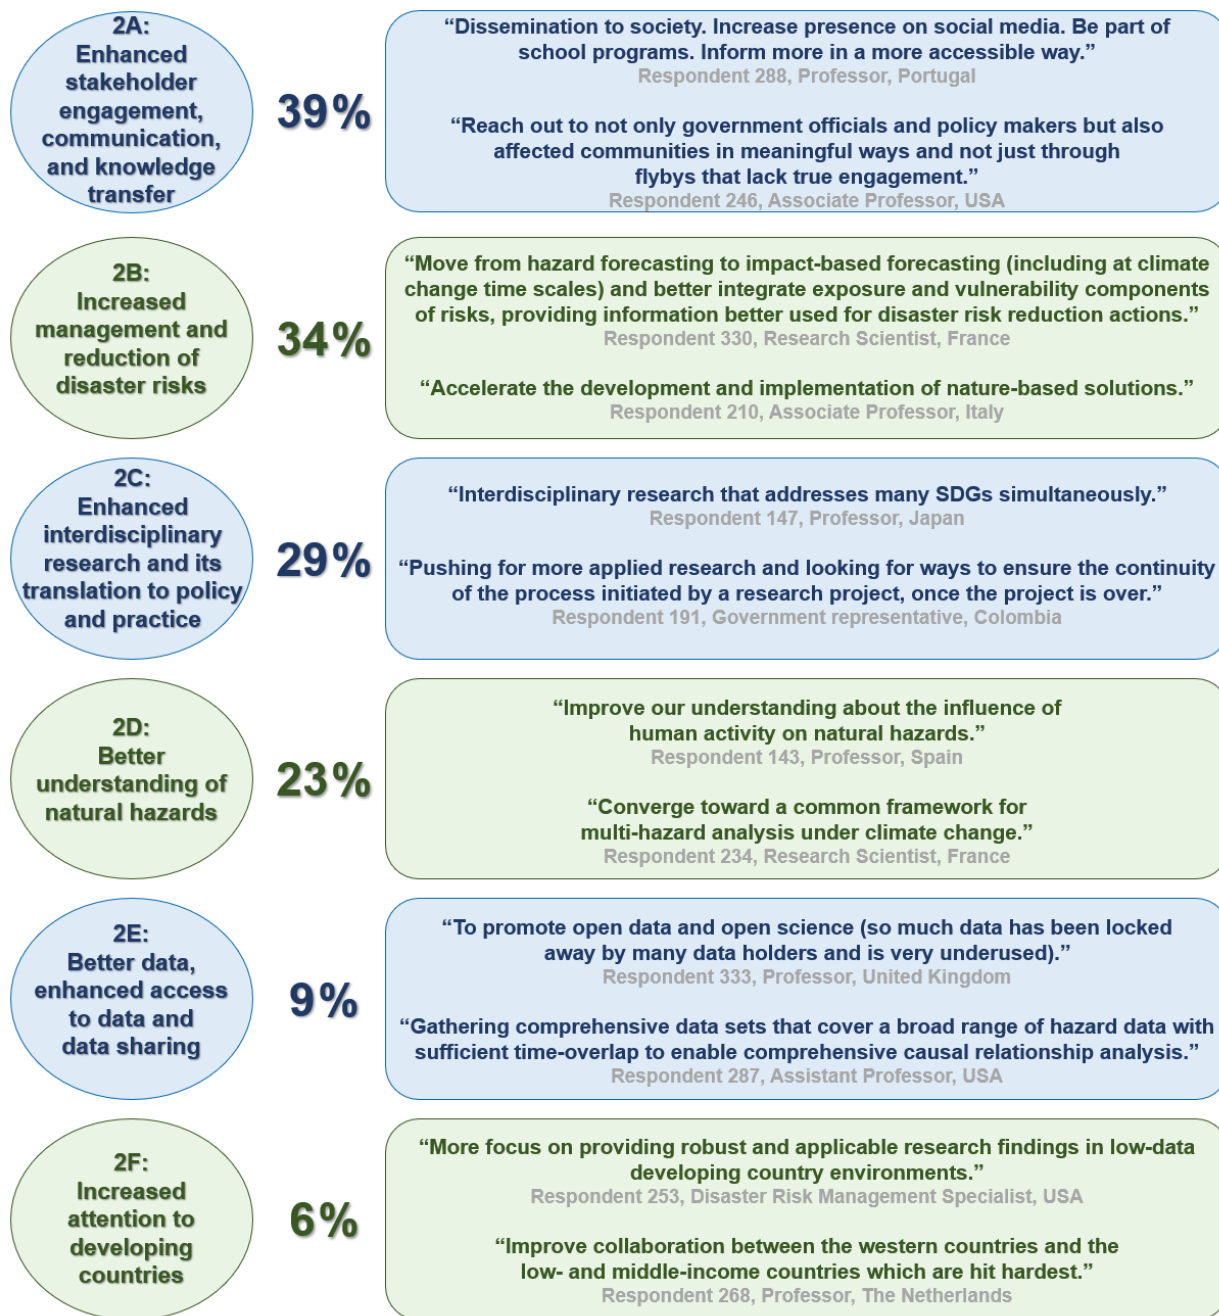 2A:
Enhanced
stakeholder
engagement,
communication,
and knowledge
transfer
39%
“Dissemination to society. Increase presence on social media. Be part of
school programs. Inform more in a more accessible way.”
Respondent 288, Professor, Portugal
“Reach out to not only government officials and policy makers but also
affected communities in meaningful ways and not just through
flybys that lack true engagement.”
Respondent 246, Associate Professor, USA
2B:
Increased
management and
reduction of
disaster risks
34%
“Move from hazard forecasting to impact-based forecasting (including at climate
change time scales) and better integrate exposure and vulnerability components
of risks, providing information better used for disaster risk reduction actions.”
Respondent 330, Research Scientist, France
“Accelerate the development and implementation of nature-based solutions.”
Respondent 210, Associate Professor, Italy
2C:
Enhanced
interdisciplinary
research and its
translation to policy
and practice
29%
“Interdisciplinary research that addresses many SDGs simultaneously.”
Respondent 147, Professor, Japan
“Pushing for more applied research and looking for ways to ensure the continuity
of the process initiated by a research project, once the project is over.”
Respondent 191, Government representative, Colombia
2D:
Better
understanding of
natural hazards
23%
“Improve our understanding about the influence of
human activity on natural hazards.”
Respondent 143, Professor, Spain
“Converge toward a common framework for
multi-hazard analysis under climate change.”
Respondent 234, Research Scientist, France
2E:
Better data,
enhanced access
to data and
data sharing
9%
“To promote open data and open science (so much data has been locked
away by many data holders and is very underused).”
Respondent 333, Professor, United Kingdom
“Gathering comprehensive data sets that cover a broad range of hazard data with
sufficient time-overlap to enable comprehensive causal relationship analysis.”
Respondent 287, Assistant Professor, USA
2F:
Increased
attention to
developing
countries
6%
“More focus on providing robust and applicable research findings in low-data
developing country environments.”
Respondent 253, Disaster Risk Management Specialist, USA
“Improve collaboration between the western countries and the
low- and middle-income countries which are hit hardest.”
Respondent 268, Professor, The Netherlands